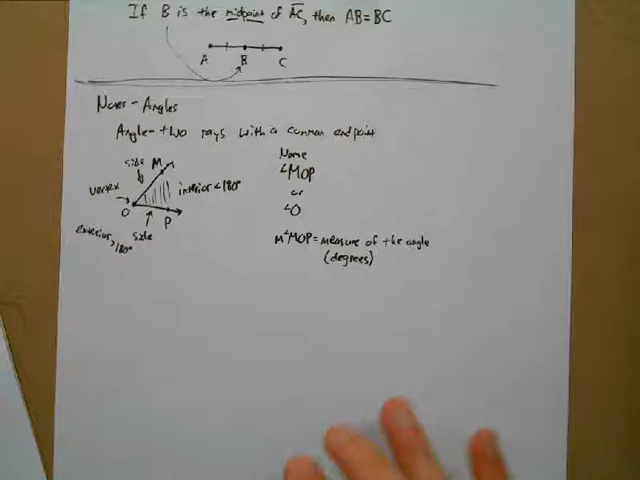 If B is the midpoint of AC, then AB=BC
A B C
Notes - Angles
Angle - two rays with a common endpoint
side M
Name
∠MOP
vertex
interior <180°
or
O
∠O
P
exterior >180°
side
m∠MOP = measure of the angle
(degrees)